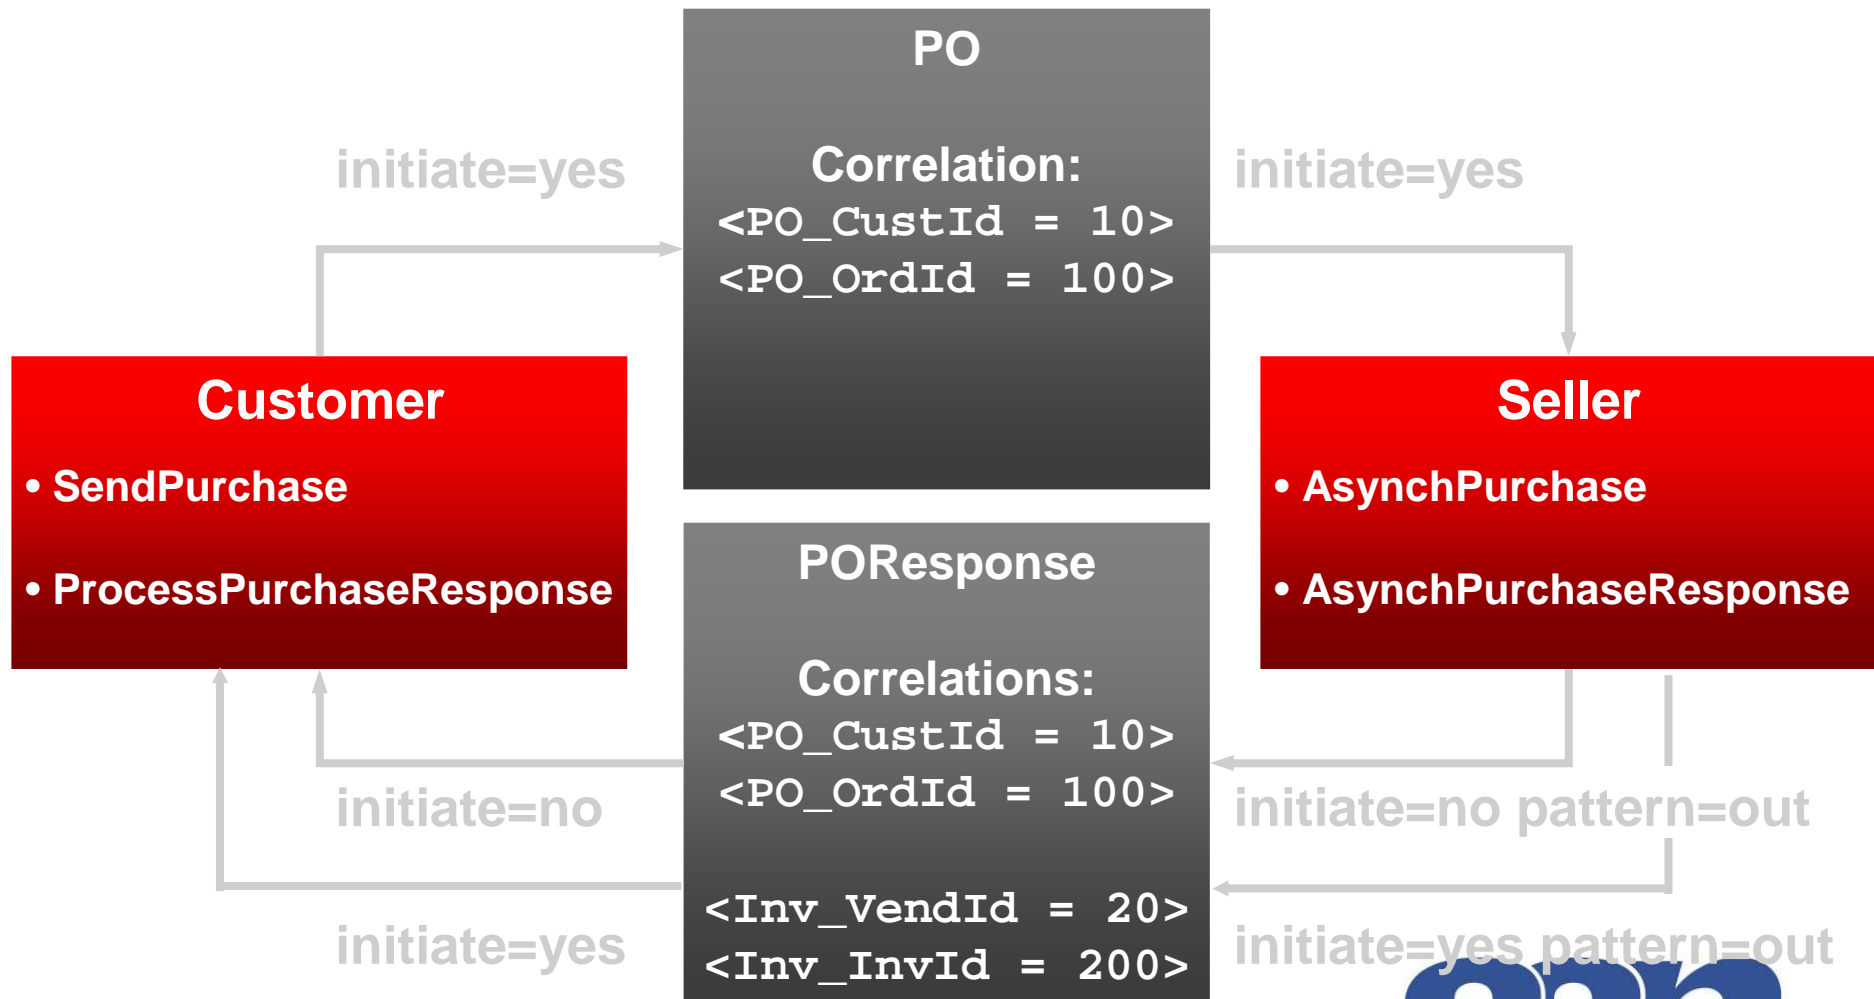 PO
Correlation:
<PO_CustId = 10>
<PO_OrdId = 100>
initiate=yes
initiate=yes
Customer
• SendPurchase
• ProcessPurchaseResponse
Seller
• AsynchPurchase
• AsynchPurchaseResponse
POResponse
Correlations:
<PO_CustId = 10>
<PO_OrdId = 100>
<Inv_VendId = 20>
<Inv_InvId = 200>
initiate=no
initiate=no pattern=out
initiate=yes
initiate=yes pattern=out